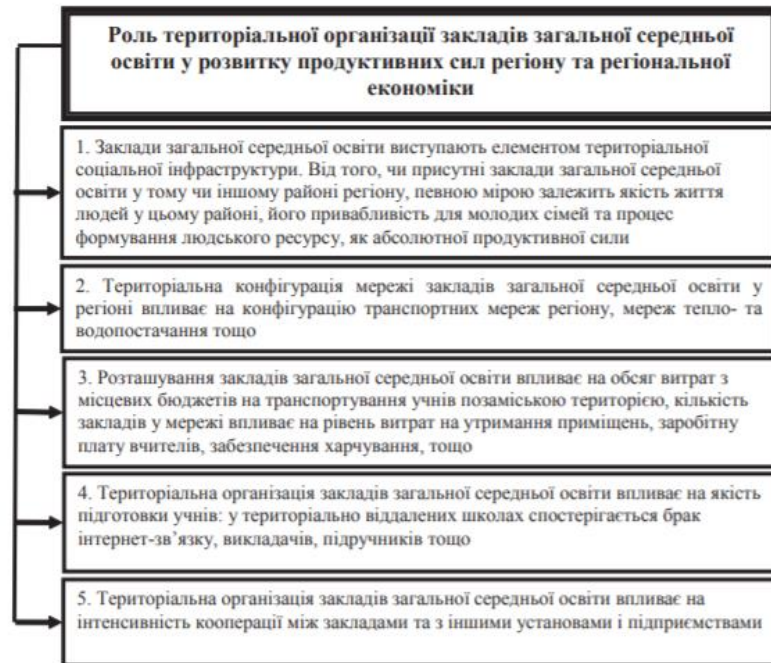 Роль територіальної організації закладів загальної середньої
освіти у розвитку продуктивних сил регіону та регіональної
економіки
1. Заклади загальної середньої освіти виступають елементом територіальної
соціальної інфраструктури. Від того, чи присутні заклади загальної середньої
освіти у тому чи іншому районі регіону, певною мірою залежить якість життя
людей у цьому районі, його привабливість для молодих сімей та процес
формування людського ресурсу, як абсолютної продуктивної сили
2. Територіальна конфігурація мережі закладів загальної середньої освіти у
регіоні впливає на конфігурацію транспортних мереж регіону, мереж тепло- та
водопостачання тощо
3. Розташування закладів загальної середньої освіти впливає на обсяг витрат з
місцевих бюджетів на транспортування учнів позаміською територією, кількість
закладів у мережі впливає на рівень витрат на утримання приміщень, заробітну
плату вчителів, забезпечення харчування, тощо
4. Територіальна організація закладів загальної середньої освіти впливає на якість
підготовки учнів: у територіально віддалених школах спостерігається брак
інтернет-зв’язку, викладачів, підручників тощо
5. Територіальна організація закладів загальної середньої освіти впливає на
інтенсивність кооперації між закладами та з іншими установами і підприємствами